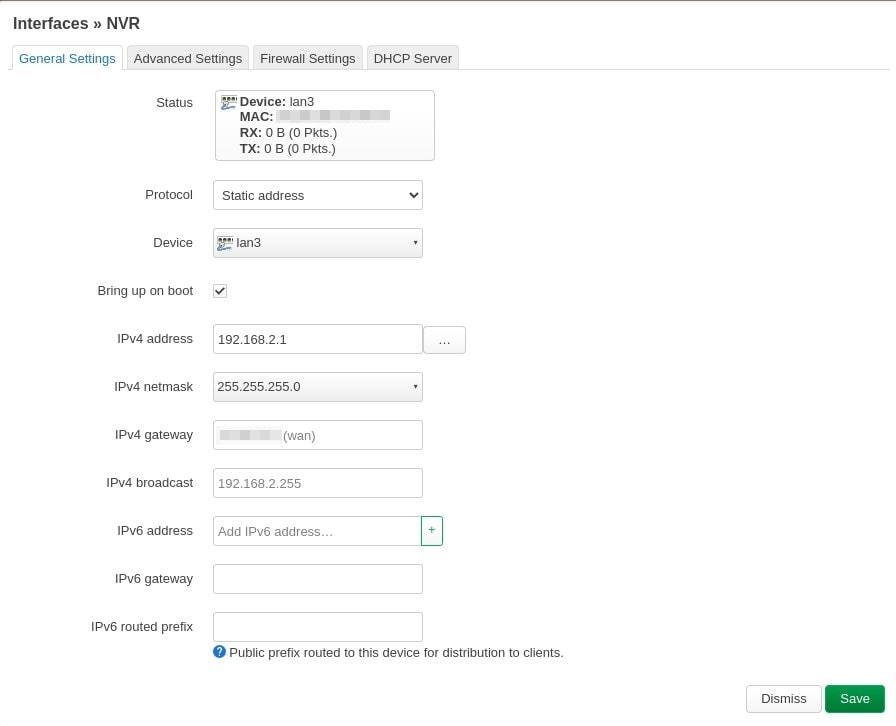 Interfaces » NVR
General Settings
Advanced Settings
Firewall Settings
DHCP Server
Status
Device: lan3
MAC:
RX: 0 B (0 Pkts.)
TX: 0 B (0 Pkts.)
Protocol
Static address
Device
lan3
Bring up on boot
IPv4 address
192.168.2.1
...
IPv4 netmask
255.255.255.0
IPv4 gateway
(wan)
IPv4 broadcast
192.168.2.255
IPv6 address
Add IPv6 address…
+
IPv6 gateway
IPv6 routed prefix
? Public prefix routed to this device for distribution to clients.
Dismiss
Save